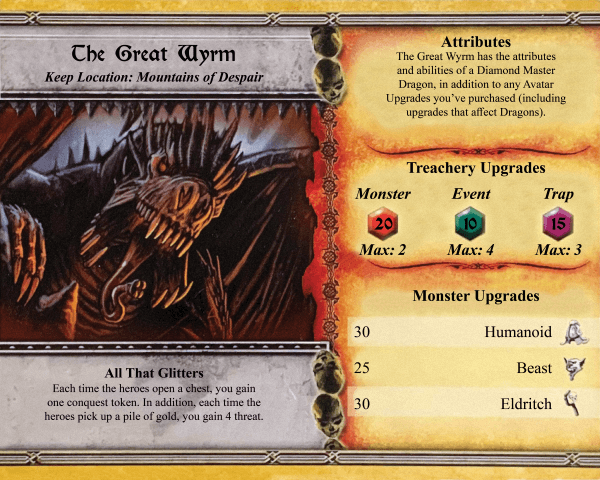 The Great Wyrm
Keep Location: Mountains of Despair
All That Glitters
Each time the heroes open a chest, you gain
one conquest token. In addition, each time the
heroes pick up a pile of gold, you gain 4 threat.
Attributes
The Great Wyrm has the attributes
and abilities of a Diamond Master
Dragon, in addition to any Avatar
Upgrades you've purchased (including
upgrades that affect Dragons).
Treachery Upgrades
Monster Event Trap
20 10 15
Max: 2 Max: 4 Max: 3
Monster Upgrades
30 Humanoid
25 Beast
30 Eldritch